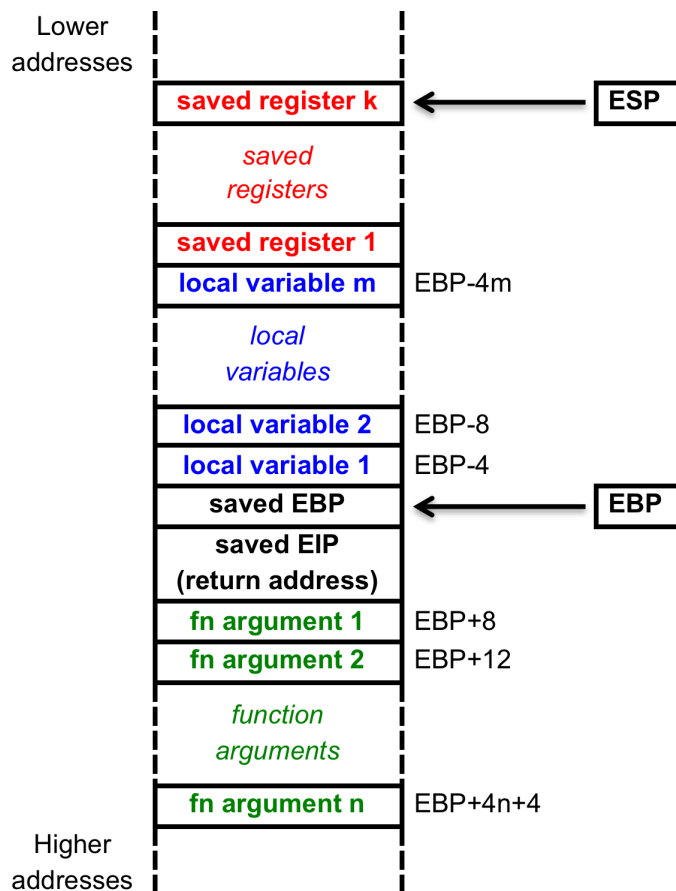 Lower
addresses
saved register k
ESP
saved
registers
saved register 1
local variable m
EBP-4m
local
variables
local variable 2
EBP-8
local variable 1
EBP-4
saved EBP
EBP
saved EIP
(return address)
fn argument 1
EBP+8
fn argument 2
EBP+12
function
arguments
fn argument n
EBP+4n+4
Higher
addresses